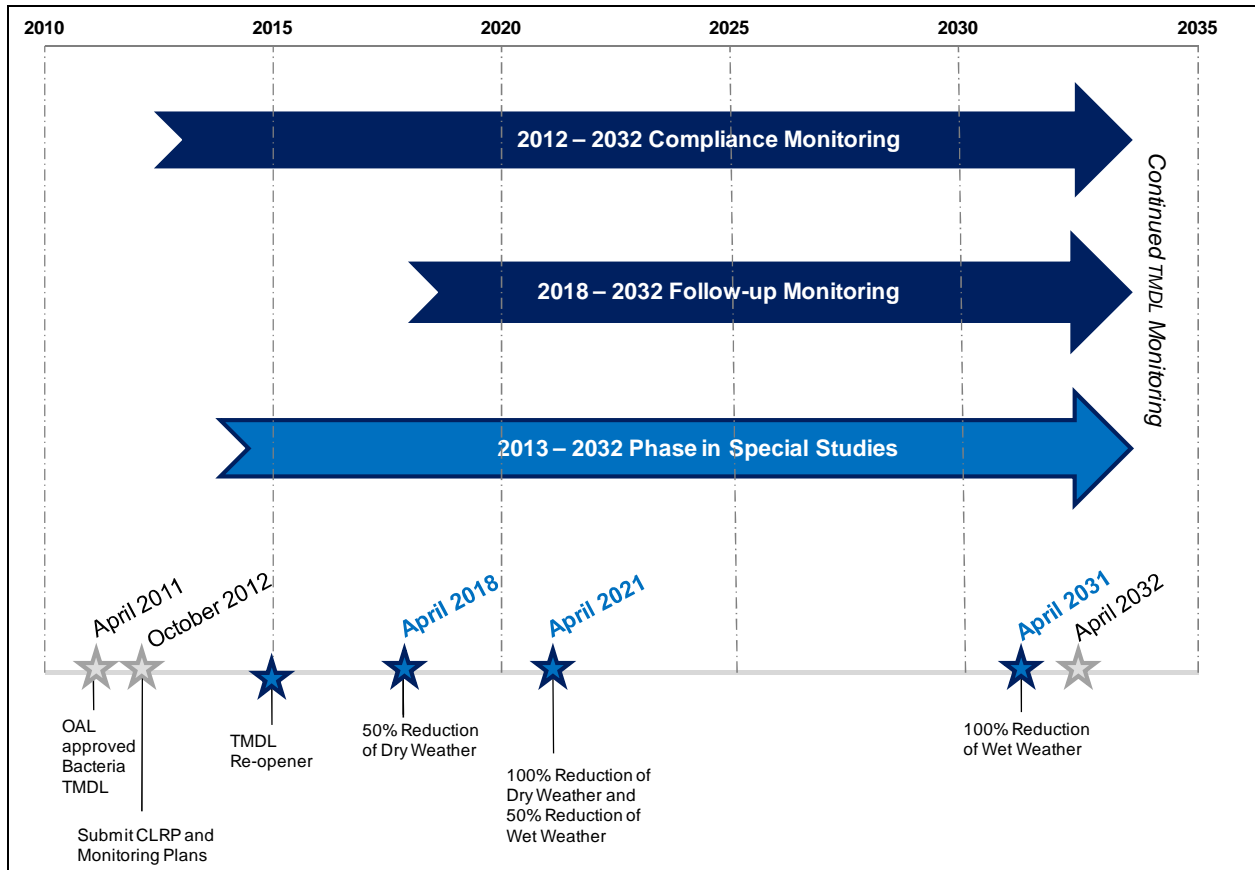 2010 2015 2020 2025 2030 2035
2012 – 2032 Compliance Monitoring
2018 – 2032 Follow-up Monitoring
2013 – 2032 Phase in Special Studies
Continued TMDL Monitoring
April 2011
October 2012
April 2018
April 2021
April 2031
April 2032
OAL
approved
Bacteria
TMDL
Submit CLRP and
Monitoring Plans
TMDL
Re-opener
50% Reduction
of Dry Weather
100% Reduction of
Dry Weather and
50% Reduction of
Wet Weather
100% Reduction
of Wet Weather